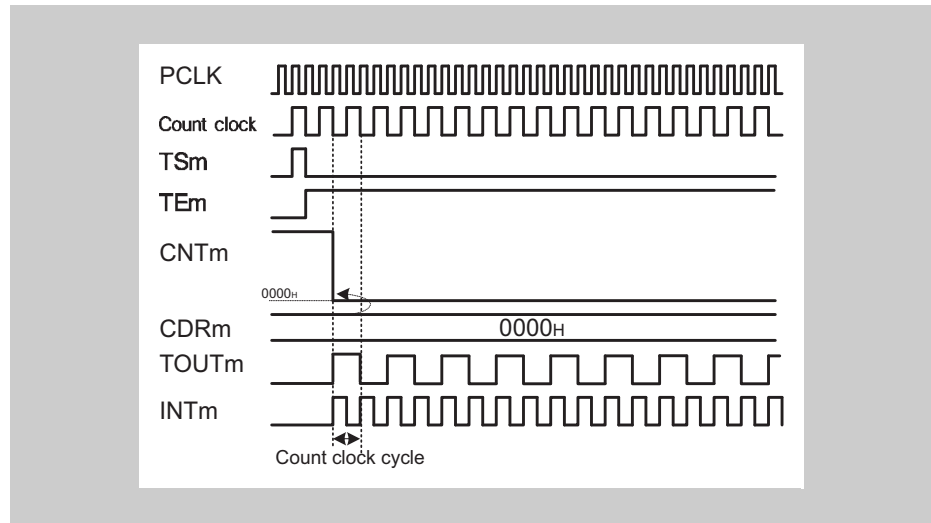 PCLK
Count clock
TSm
TEm
CNTm
0000H
CDRm
0000H
TOUTm
INTm
Count clock cycle